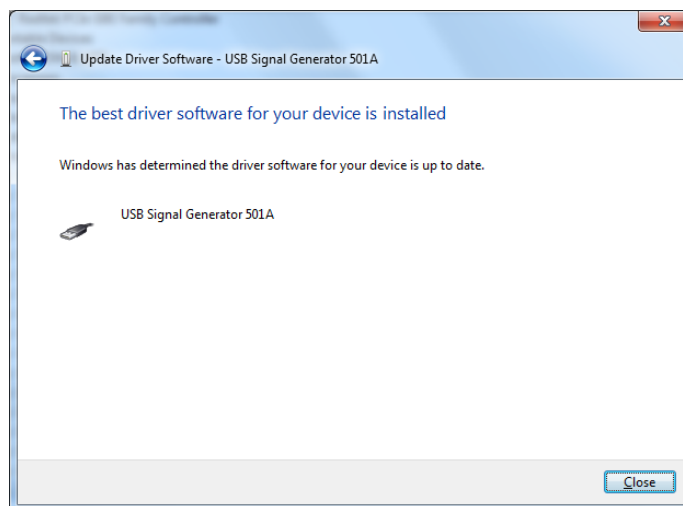 Update Driver Software - USB Signal Generator 501A
The best driver software for your device is installed
Windows has determined the driver software for your device is up to date.
USB Signal Generator 501A
Close